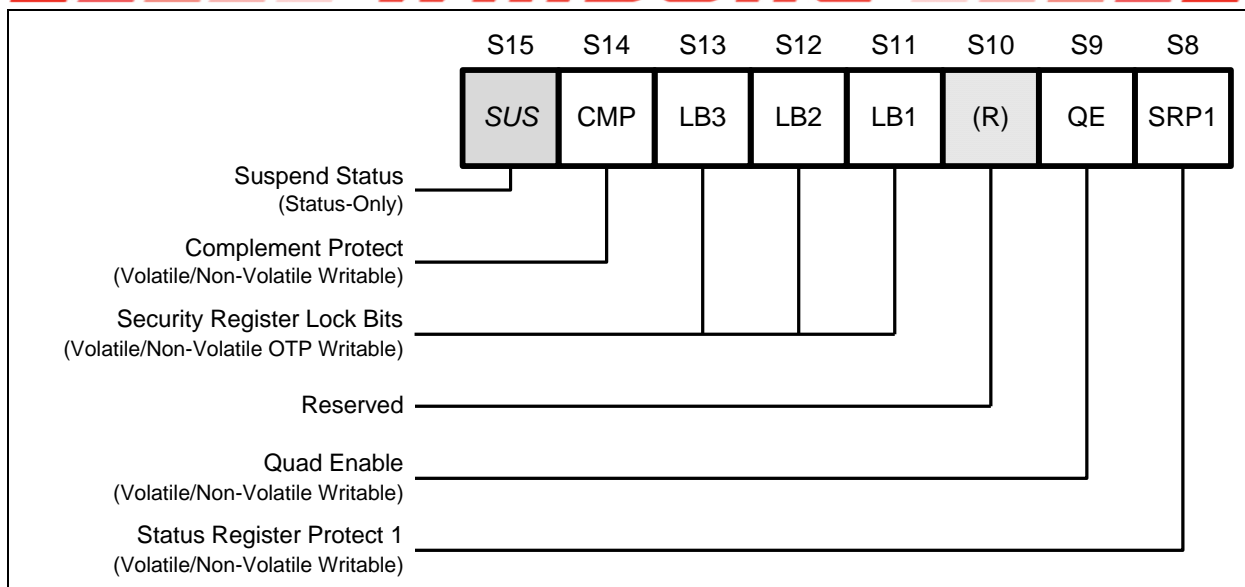 S15 S14 S13 S12 S11 S10 S9 S8
SUS CMP LB3 LB2 LB1 (R) QE SRP1
Suspend Status
(Status-Only)
Complement Protect
(Volatile/Non-Volatile Writable)
Security Register Lock Bits
(Volatile/Non-Volatile OTP Writable)
Reserved
Quad Enable
(Volatile/Non-Volatile Writable)
Status Register Protect 1
(Volatile/Non-Volatile Writable)